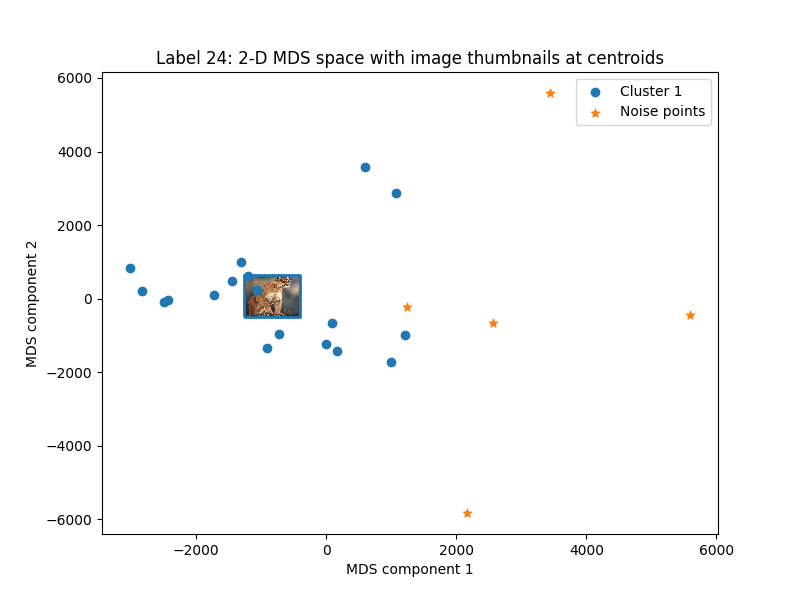 Label 24: 2-D MDS space with image thumbnails at centroids
Cluster 1
Noise points
6000
4000
2000
0
−2000
−4000
−6000
MDS component 2
−2000 0 2000 4000 6000
MDS component 1